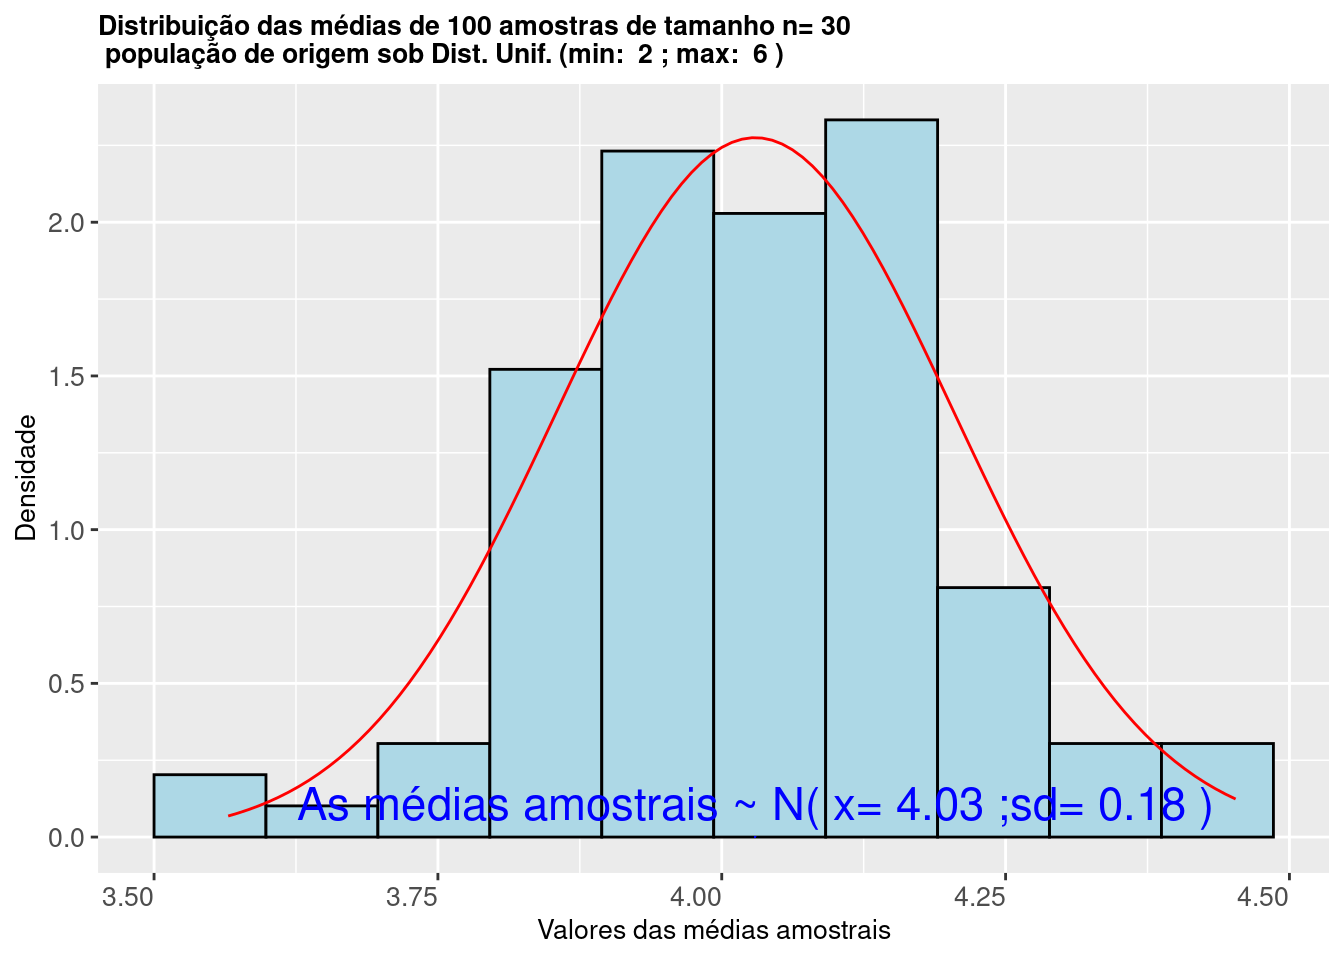 Distribuição das médias de 100 amostras de tamanho n= 30
população de origem sob Dist. Unif. (min:  2 ; max:  6 )
Densidade
2.0
1.5
1.0
0.5
0.0
As médias amostrais ~ N( x= 4.03 ;sd= 0.18 )
3.50 3.75 4.00 4.25 4.50
Valores das médias amostrais